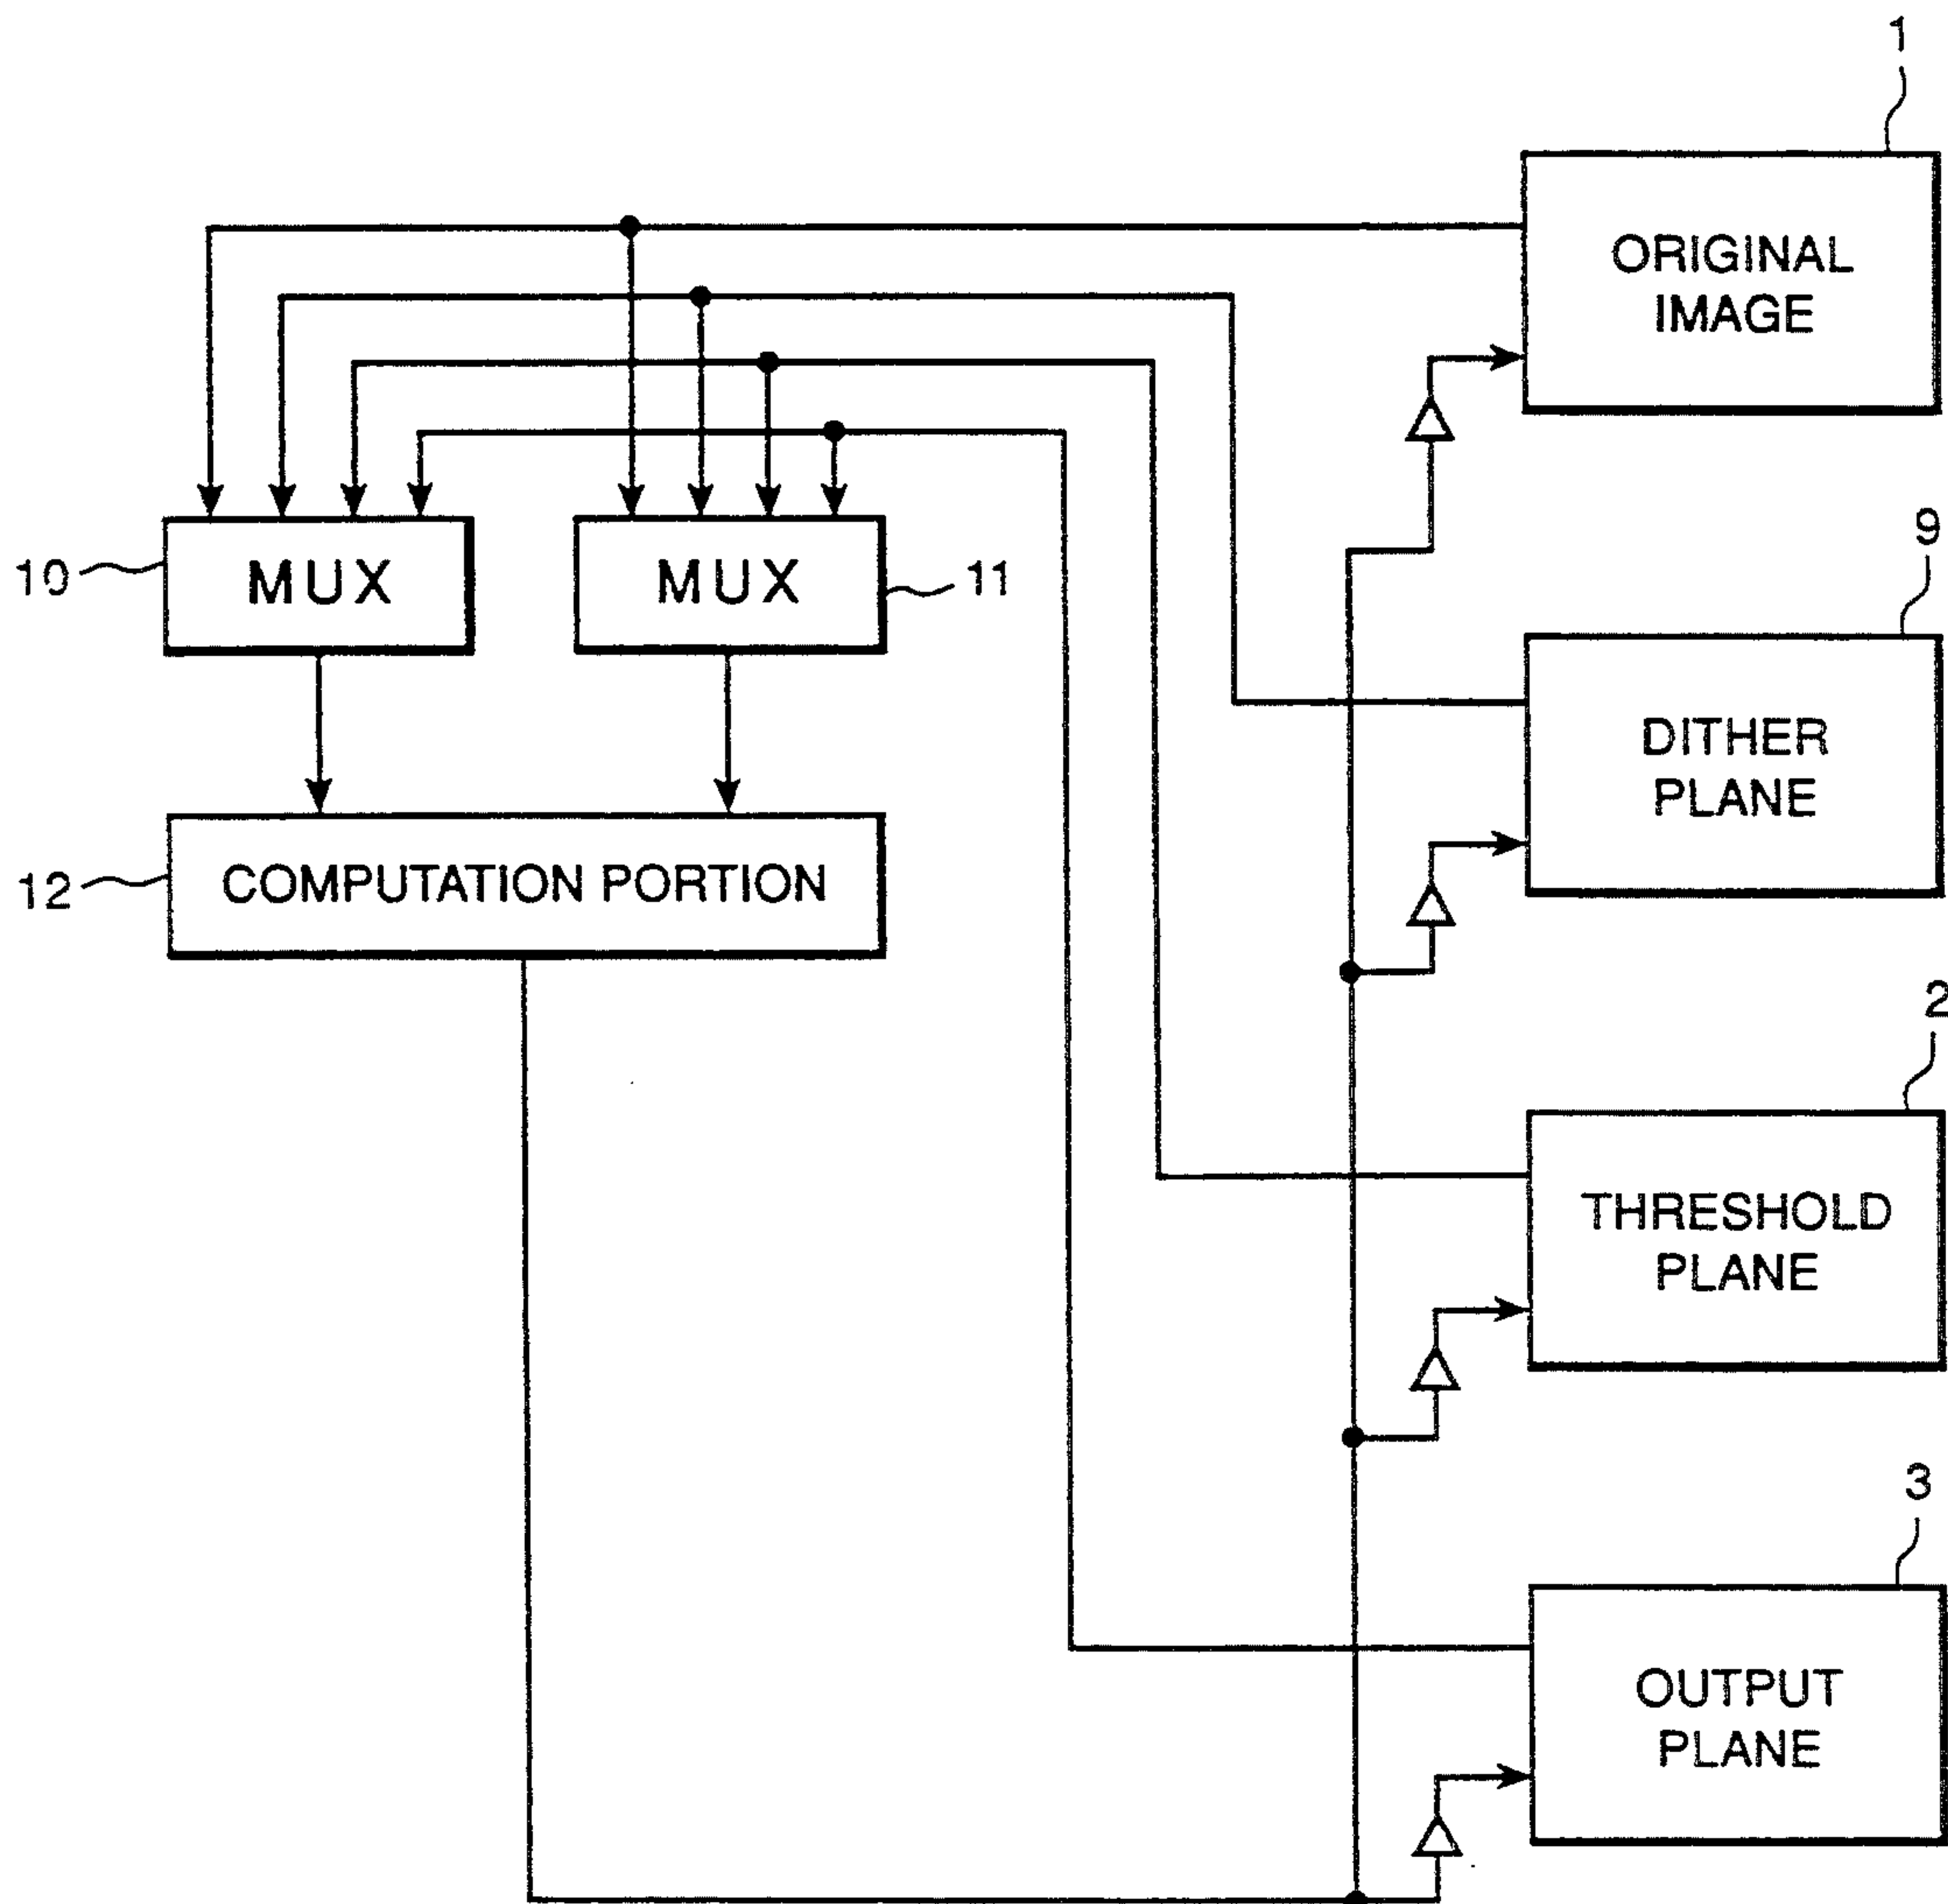 1
ORIGINAL
IMAGE
10
MUX
MUX
11
9
DITHER
PLANE
12
COMPUTATION PORTION
2
THRESHOLD
PLANE
3
OUTPUT
PLANE